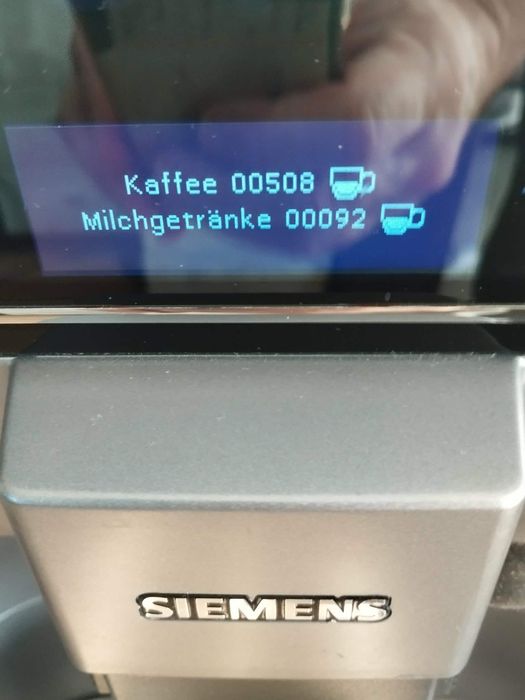 Kaffee 00508
Milchgetränke 00092
SIEMENS